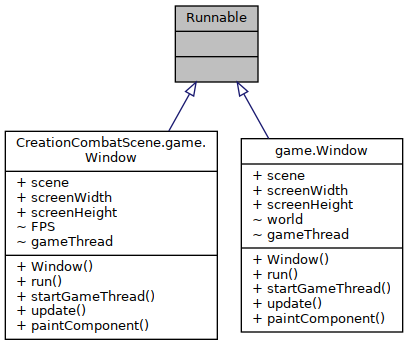 Runnable
CreationCombatScene.game.
Window
+ scene
+ screenWidth
+ screenHeight
~ FPS
~ gameThread
+ Window()
+ run()
+ startGameThread()
+ update()
+ paintComponent()
game.Window
+ scene
+ screenWidth
+ screenHeight
~ world
~ gameThread
+ Window()
+ run()
+ startGameThread()
+ update()
+ paintComponent()